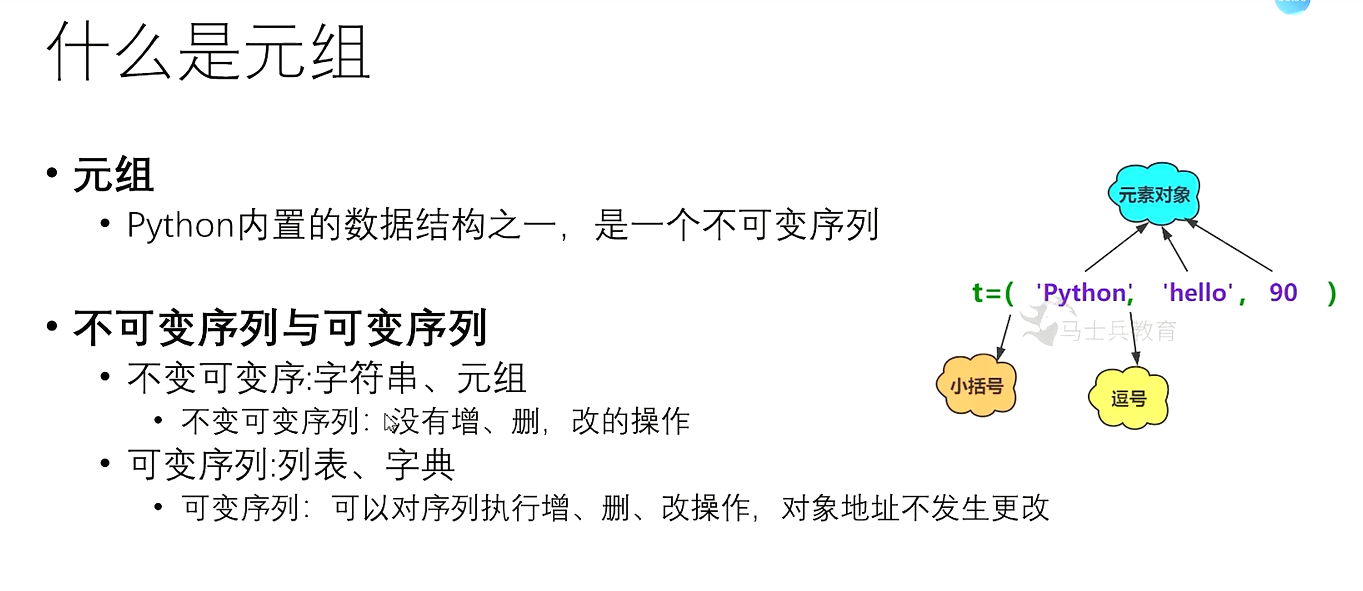 什么是元组
• 元组
• Python内置的数据结构之一，是一个不可变序列
• 不可变序列与可变序列
• 不变可变序:字符串、元组
• 不变可变序列：没有增、删，改的操作
• 可变序列:列表、字典
• 可变序列：可以对序列执行增、删、改操作，对象地址不发生更改
元素对象
t=( 'Python', 'hello', 90 )
马士兵教育
小括号
逗号